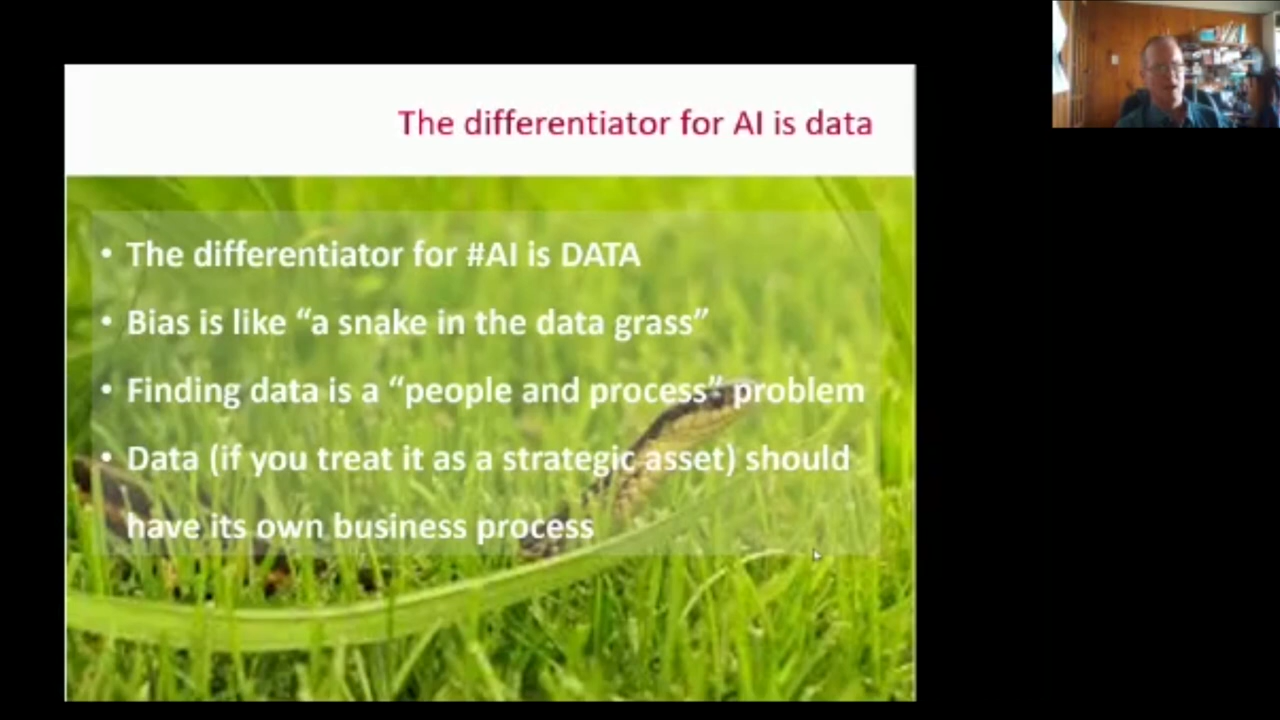 The differentiator for AI is data
• The differentiator for #AI is DATA
• Bias is like “a snake in the data grass”
• Finding data is a “people and process” problem
• Data (if you treat it as a strategic asset) should
have its own business process